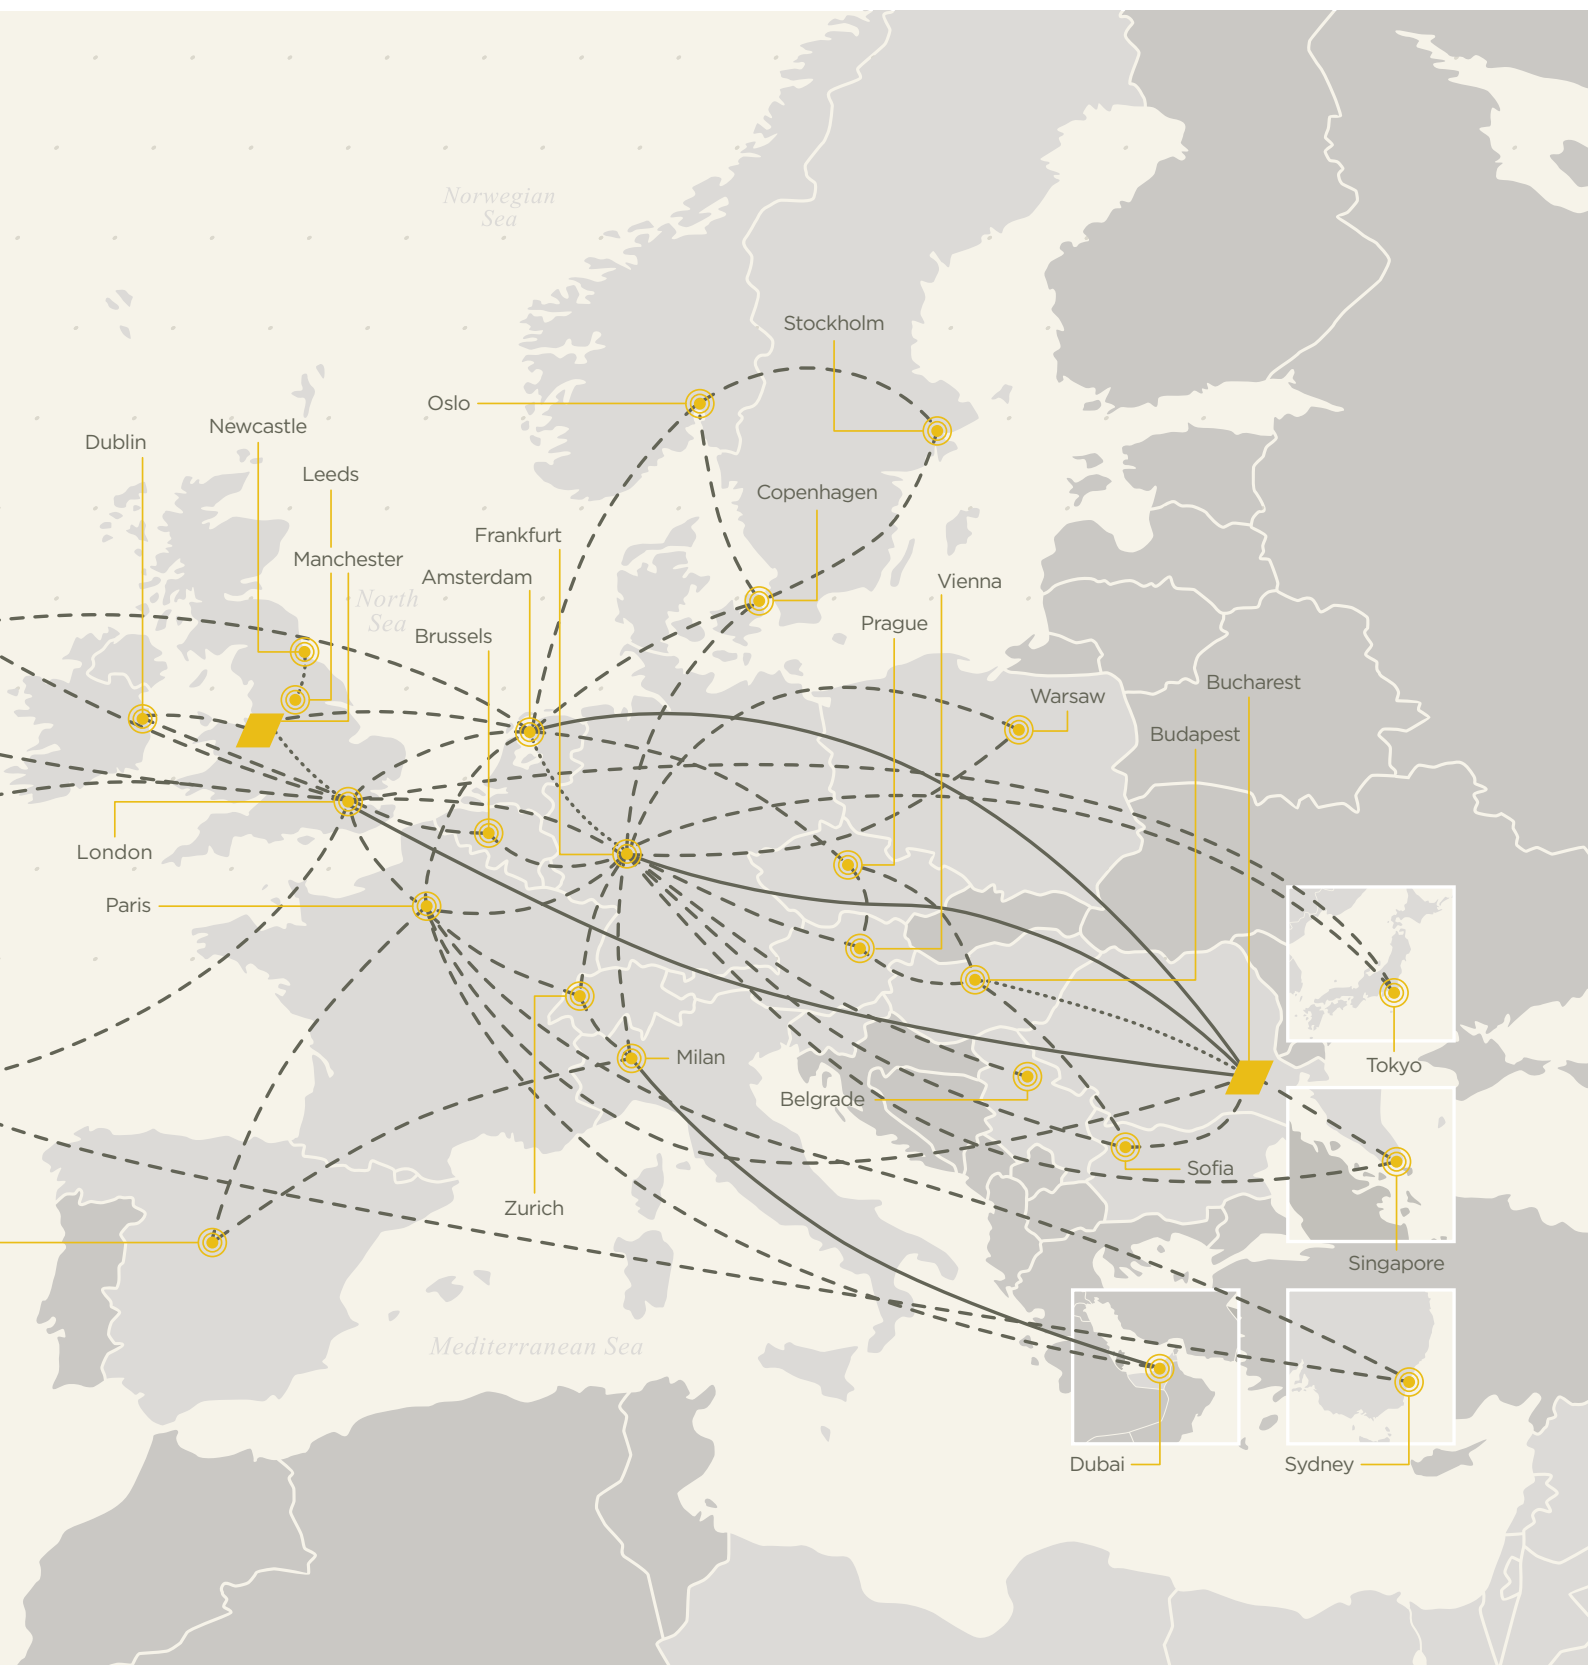 Norwegian
Sea
Stockholm
Oslo
Newcastle
Dublin
Leeds
Copenhagen
Frankfurt
Manchester
Amsterdam
Vienna
North
Sea
Prague
Brussels
Bucharest
Warsaw
Budapest
London
Paris
Milan
Tokyo
Belgrade
Sofia
Zurich
Singapore
Mediterranean Sea
Dubai
Sydney